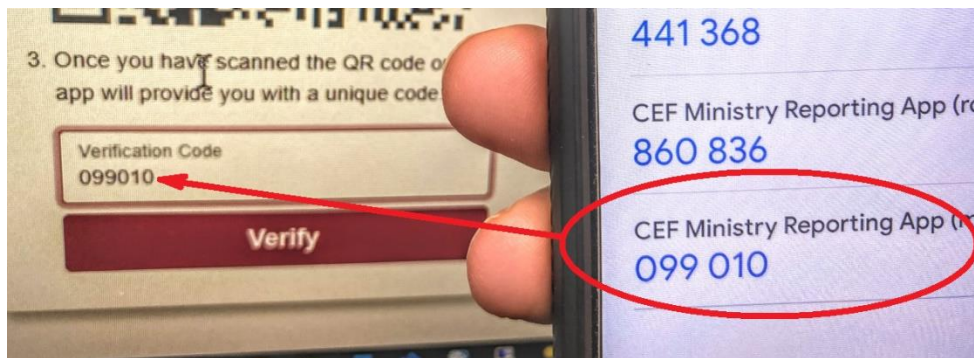 3. Once you have scanned the QR code
app will provide you with a unique code
Verification Code
099010
Verify
441 368
CEF Ministry Reporting App
860 836
CEF Ministry Reporting App
099 010